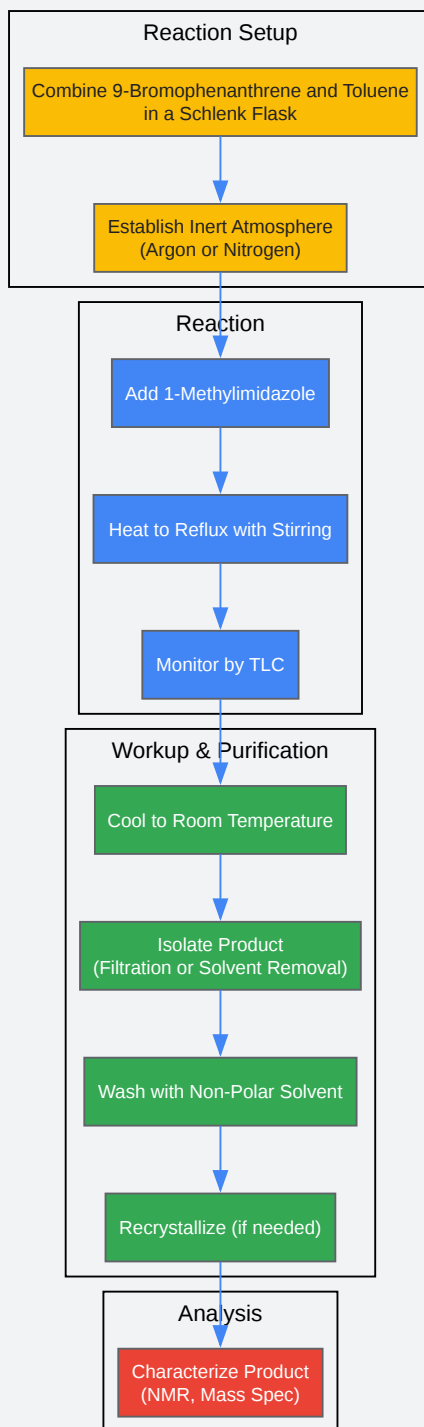 Reaction Setup
Combine 9-Bromophenanthrene and Toluene
in a Schlenk Flask
Establish Inert Atmosphere
(Argon or Nitrogen)
Reaction
Add 1-Methylimidazole
Heat to Reflux with Stirring
Monitor by TLC
Workup & Purification
Cool to Room Temperature
Isolate Product
(Filtration or Solvent Removal)
Wash with Non-Polar Solvent
Recrystallize (if needed)
Analysis
Characterize Product
(NMR, Mass Spec)